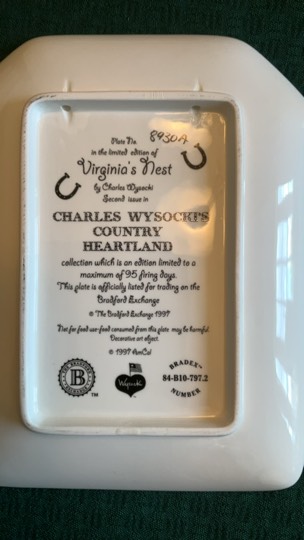 Plate No. 8930A
in the limited edition of
Virginia's Nest
by Charles Wysocki
Second issue in
CHARLES WYSOCKI'S
COUNTRY
HEARTLAND
collection which is an edition limited to a
maximum of 95 firing days.
This plate is officially listed for trading on the
Bradford Exchange
© The Bradford Exchange 1997
Not for food use-food consumed from this plate may be harmful.
Decorative art object.
© 1997 AmCal
B
TM
Wysocki
BRADEX™
84-B10-797.2
NUMBER